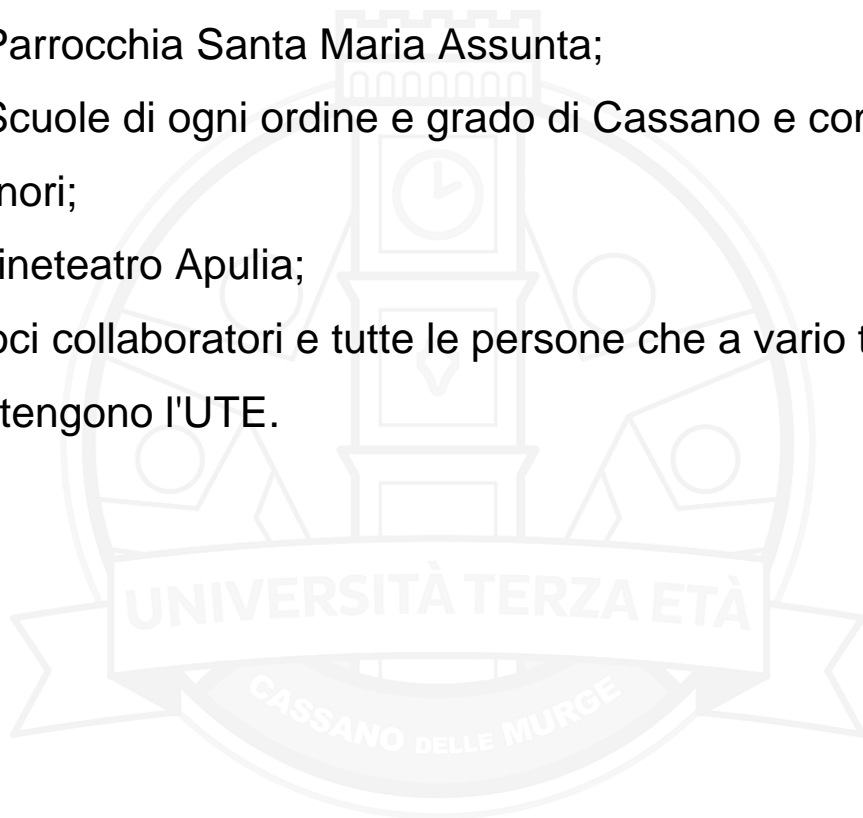 Parrocchia Santa Maria Assunta;
Scuole di ogni ordine e grado di Cassano e con
nori;
ineteatro Apulia;
oci collaboratori e tutte le persone che a vario t
tengono l'UTE.
UNIVERSITÀ TERZA ETÀ
CASSANO DELLE MURGE